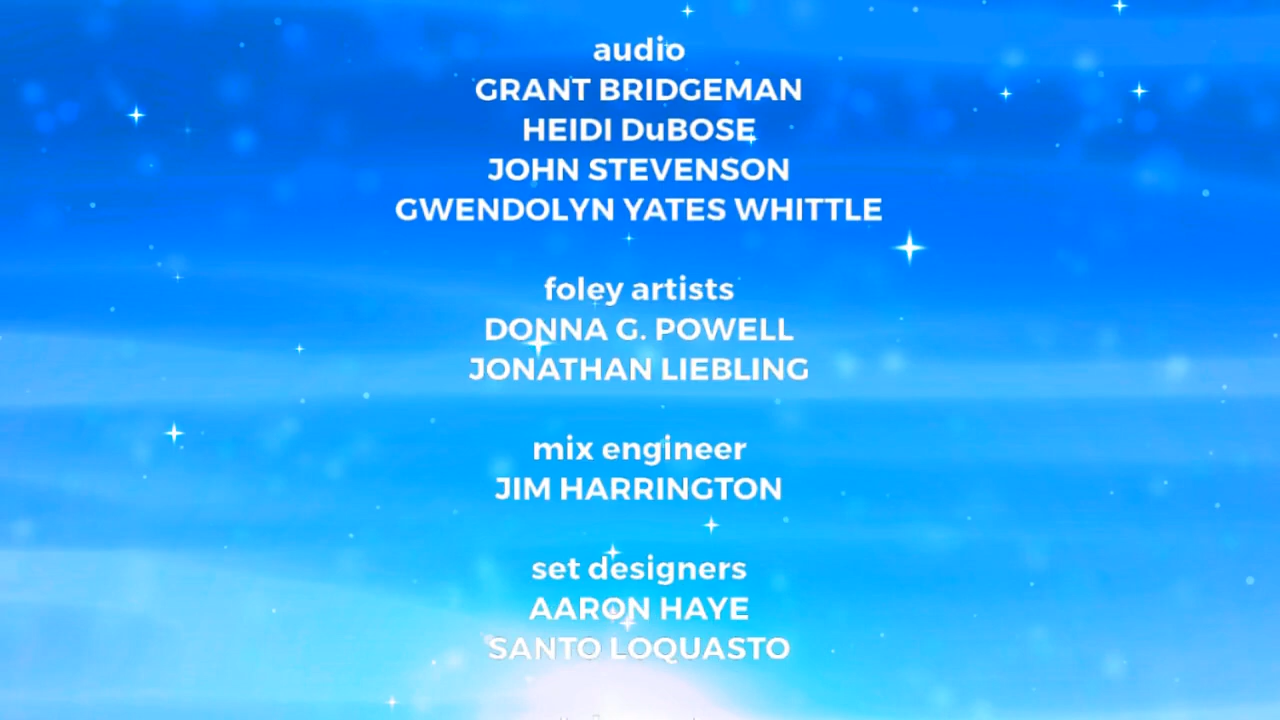 audio
GRANT BRIDGEMAN
HEIDI DuBOSE
JOHN STEVENSON
GWENDOLYN YATES WHITTLE
foley artists
DONNA G. POWELL
JONATHAN LIEBLING
mix engineer
JIM HARRINGTON
set designers
AARON HAYE
SANTO LOQUASTO